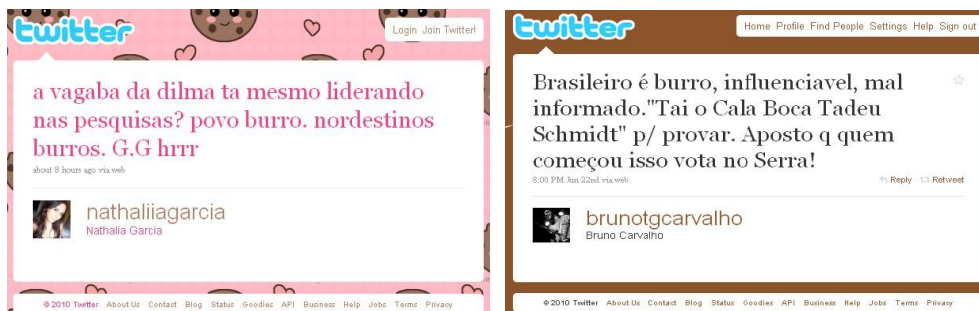 twitter
Login Join Twitter!
a vagaba da dilma ta mesmo liderando
nas pesquisas? povo burro. nordestinos
burros. G.G hrrr
about 8 hours ago via web
nathaliiagarcia
Nathalia Garcia
© 2010 Twitter About Us Contact Blog Status Goodies API Business Help Jobs Terms Privacy
twitter
Home Profile Find People Settings Help Sign out
Brasileiro é burro, influenciavel, mal
informado."Tai o Cala Boca Tadeu
Schmidt" p/ provar. Aposto q quem
começou isso vota no Serra!
8:00 PM Jun 22nd via web
Reply Retweet
brunotgcarvalho
Bruno Carvalho
© 2010 Twitter About Us Contact Blog Status Goodies API Business Help Jobs Terms Privacy